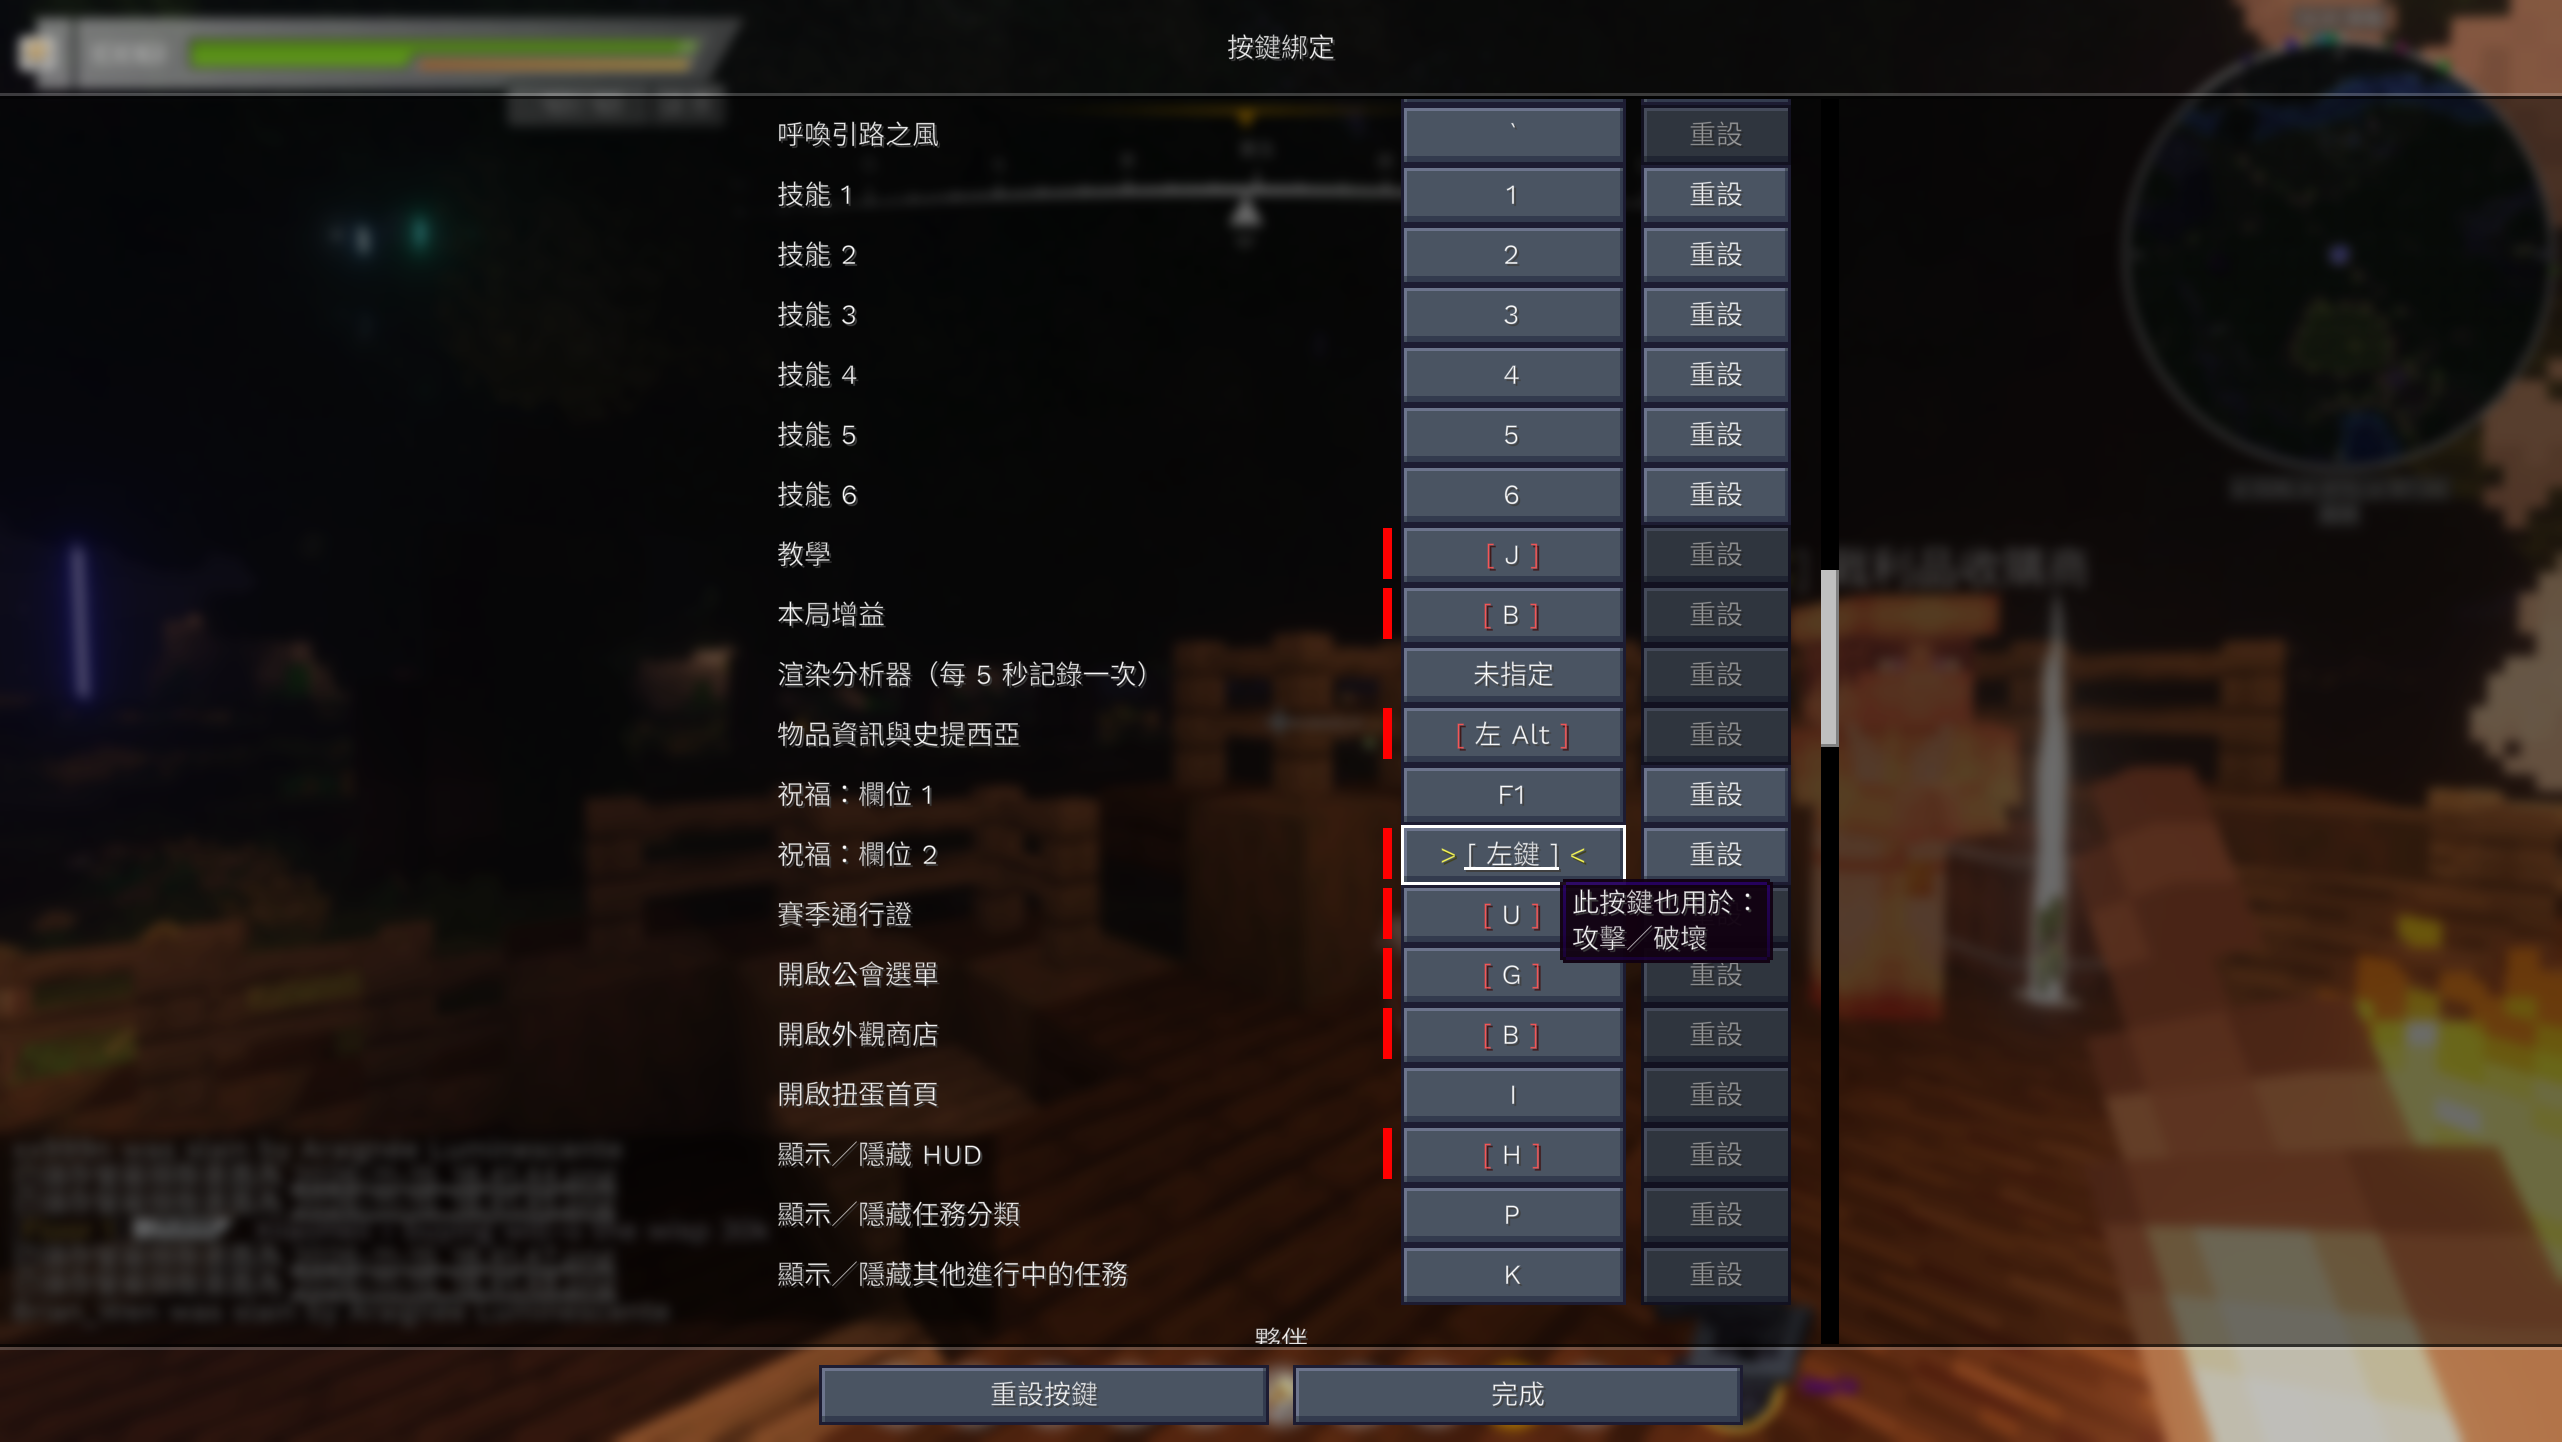 按鍵綁定
呼喚引路之風 ` 重設
技能 1 1 重設
技能 2 2 重設
技能 3 3 重設
技能 4 4 重設
技能 5 5 重設
技能 6 6 重設
教學 [ J ] 重設
本局增益 [ B ] 重設
渲染分析器（每 5 秒記錄一次） 未指定 重設
物品資訊與史提西亞 [ 左 Alt ] 重設
祝福：欄位 1 F1 重設
祝福：欄位 2 > [ 左鍵 ] < 重設
賽季通行證 [ U ]
此按鍵也用於：
攻擊／破壞
開啟公會選單 [ G ] 重設
開啟外觀商店 [ B ] 重設
開啟扭蛋首頁 I 重設
顯示／隱藏 HUD [ H ] 重設
顯示／隱藏任務分類 P 重設
顯示／隱藏其他進行中的任務 K 重設
夥伴
重設按鍵 完成